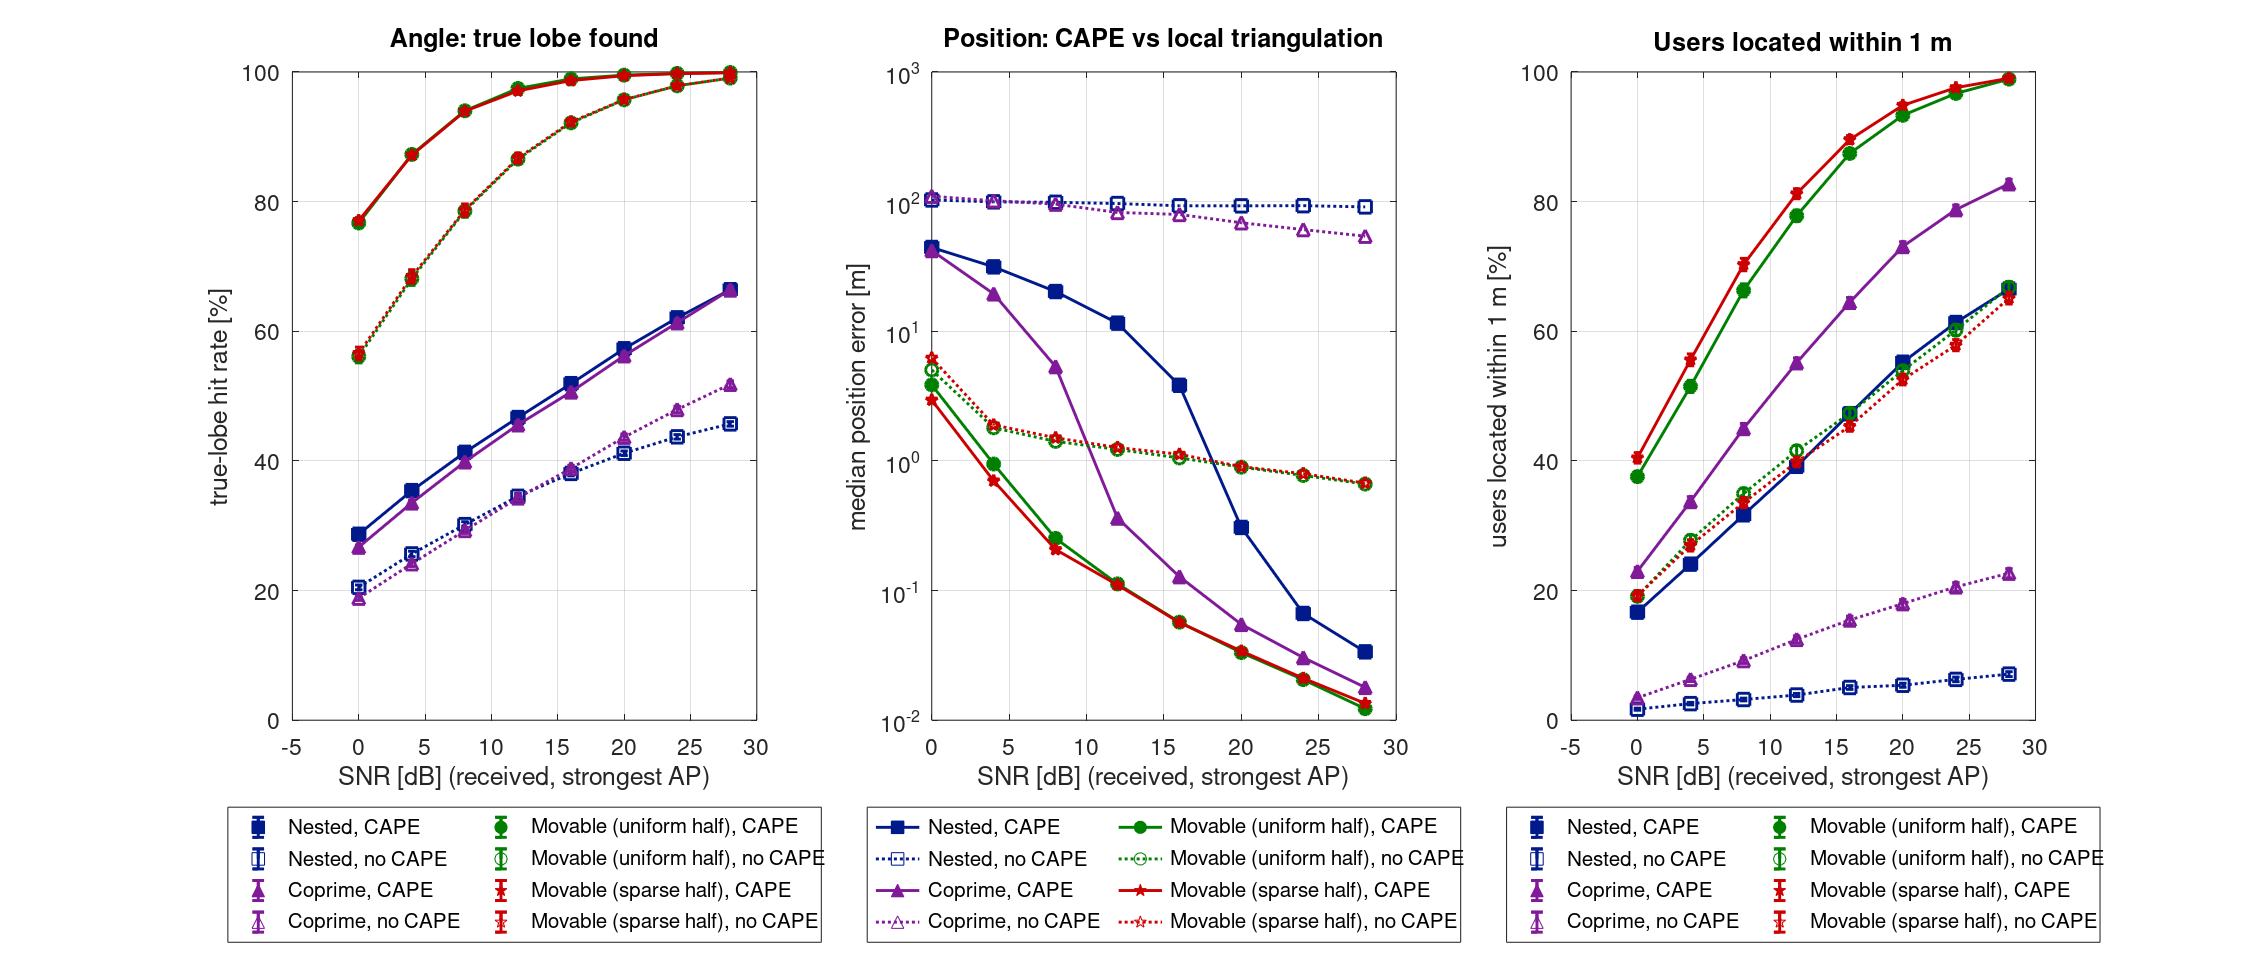 Angle: true lobe found
100
80
60
40
20
0
true-lobe hit rate [%]
-5 0 5 10 15 20 25 30
SNR [dB] (received, strongest AP)
Nested, CAPE
Nested, no CAPE
Coprime, CAPE
Coprime, no CAPE
Movable (uniform half), CAPE
Movable (uniform half), no CAPE
Movable (sparse half), CAPE
Movable (sparse half), no CAPE
Position: CAPE vs local triangulation
10^3
10^2
10^1
10^0
10^-1
10^-2
median position error [m]
0 5 10 15 20 25 30
SNR [dB] (received, strongest AP)
Nested, CAPE
Nested, no CAPE
Coprime, CAPE
Coprime, no CAPE
Movable (uniform half), CAPE
Movable (uniform half), no CAPE
Movable (sparse half), CAPE
Movable (sparse half), no CAPE
Users located within 1 m
100
80
60
40
20
0
users located within 1 m [%]
-5 0 5 10 15 20 25 30
SNR [dB] (received, strongest AP)
Nested, CAPE
Nested, no CAPE
Coprime, CAPE
Coprime, no CAPE
Movable (uniform half), CAPE
Movable (uniform half), no CAPE
Movable (sparse half), CAPE
Movable (sparse half), no CAPE